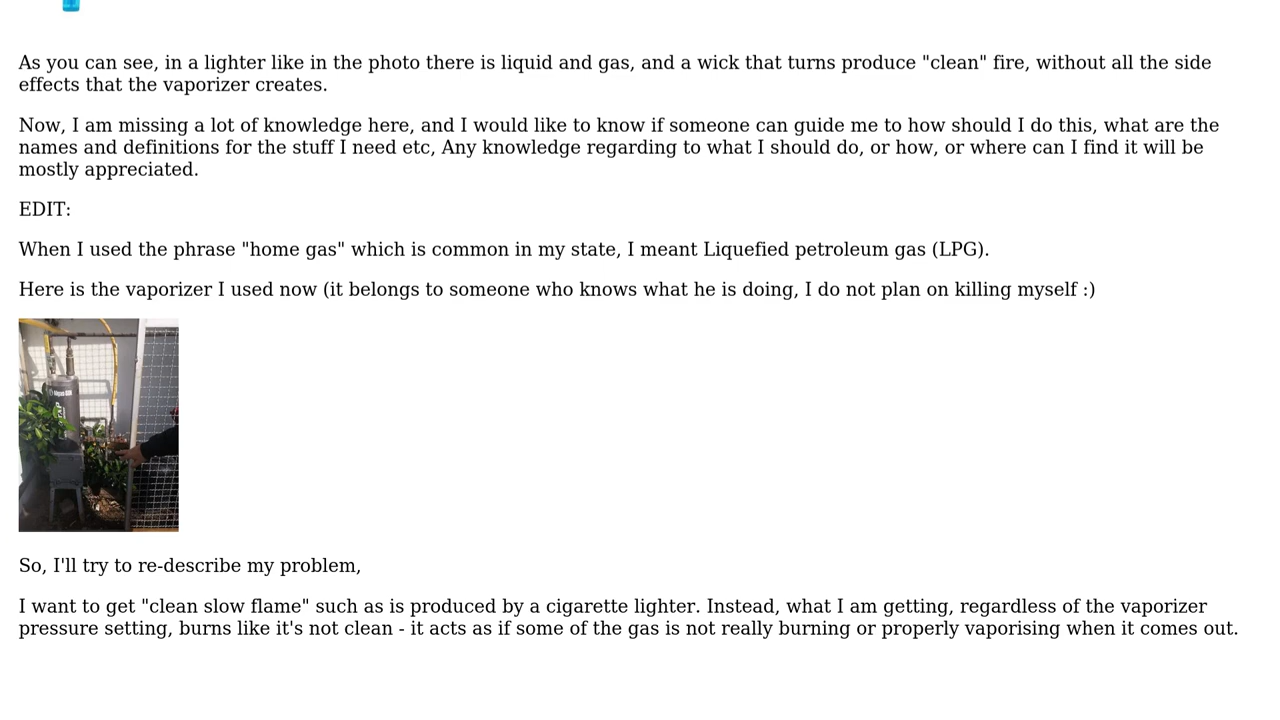 As you can see, in a lighter like in the photo there is liquid and gas, and a wick that turns produce "clean" fire, without all the side
effects that the vaporizer creates.
Now, I am missing a lot of knowledge here, and I would like to know if someone can guide me to how should I do this, what are the
names and definitions for the stuff I need etc, Any knowledge regarding to what I should do, or how, or where can I find it will be
mostly appreciated.
EDIT:
When I used the phrase "home gas" which is common in my state, I meant Liquefied petroleum gas (LPG).
Here is the vaporizer I used now (it belongs to someone who knows what he is doing, I do not plan on killing myself :)
So, I'll try to re-describe my problem,
I want to get "clean slow flame" such as is produced by a cigarette lighter. Instead, what I am getting, regardless of the vaporizer
pressure setting, burns like it's not clean - it acts as if some of the gas is not really burning or properly vaporising when it comes out.